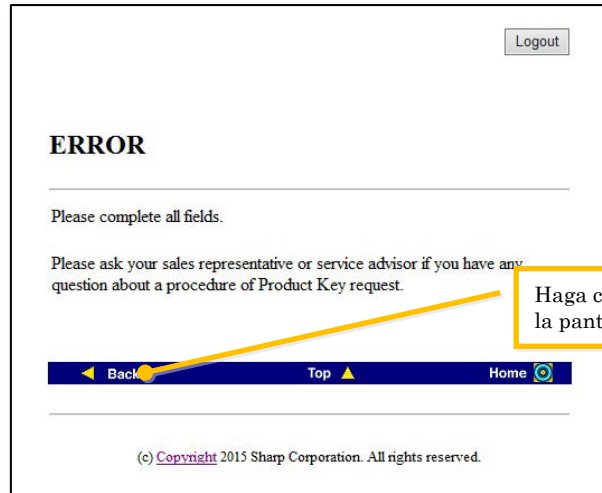 Logout
ERROR
Please complete all fields.
Please ask your sales representative or service advisor if you have any
question about a procedure of Product Key request.
Haga
la
Back
Top
Home
(c) Copyright 2015 Sharp Corporation. All rights reserved.